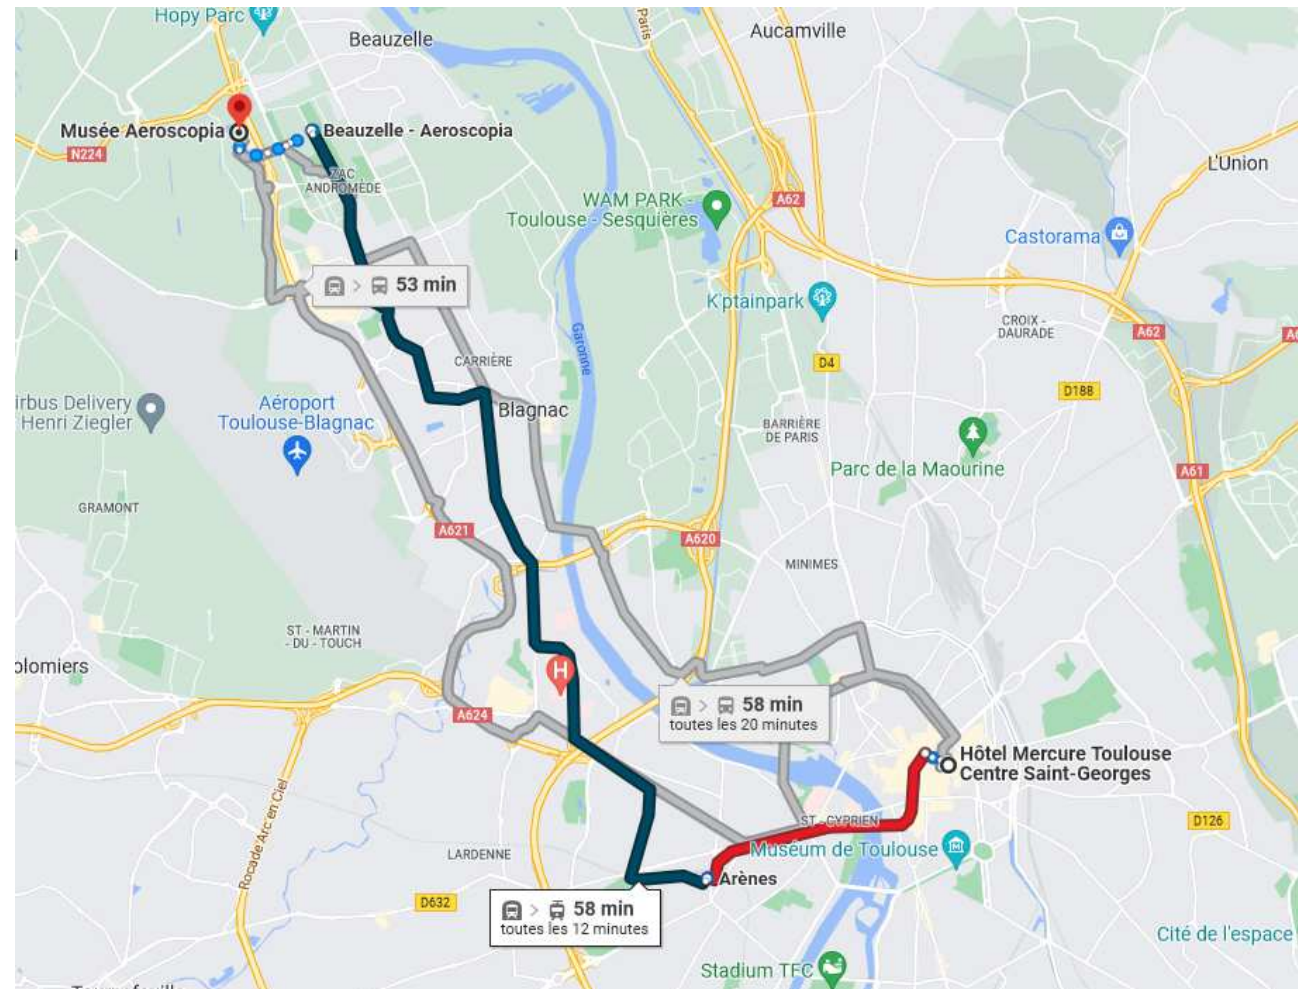 Hopy Parc
Beauzelle
Paris
Aucamville
Musée Aeroscopia
Beauzelle - Aeroscopia
N224
L'Union
ZAC
ANDROMÈDE
WAM PARK -
Toulouse - Sesquières
A62
Castorama
53 min
K'ptainpark
CROIX -
DAURADE
A62
Garonne
CARRIÈRE
D4
D188
irbus Delivery
Henri Ziegler
Aéroport
Toulouse-Blagnac
Blagnac
BARRIÈRE
DE PARIS
Parc de la Maourine
A61
GRAMONT
A621
A620
MINIMES
ST - MARTIN
- DU - TOUCH
olomiers
H
A624
58 min
toutes les 20 minutes
Hôtel Mercure Toulouse
Centre Saint-Georges
Rocade Arc en Ciel
ST - CYPRIEN
D126
LARDENNE
Muséum de Toulouse
Arènes
D632
58 min
toutes les 12 minutes
Cité de l'espace
Stadium TFC